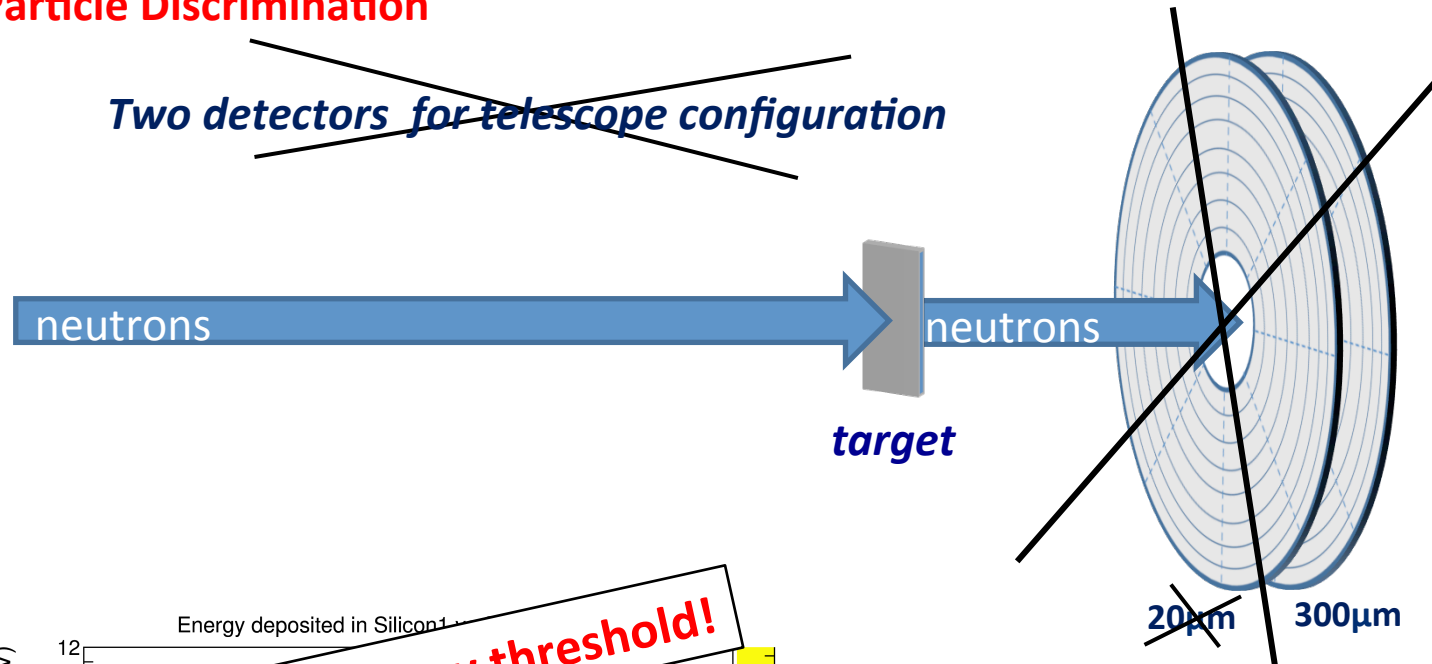 Particle Discrimination
Two detectors for telescope configuration
neutrons
neutrons
target
20µm
300µm
Energy deposited in Silicon1
threshold!
12